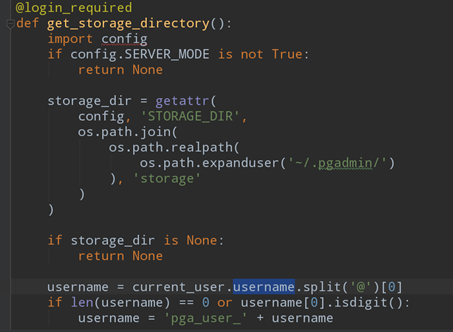 @login_required
def get_storage_directory():
    import config
    if config.SERVER_MODE is not True:
        return None

    storage_dir = getattr(
        config, 'STORAGE_DIR',
        os.path.join(
            os.path.realpath(
                os.path.expanduser('~/.pgadmin/')
            ), 'storage'
        )
    )

    if storage_dir is None:
        return None

    username = current_user.username.split('@')[0]
    if len(username) == 0 or username[0].isdigit():
        username = 'pga_user_' + username